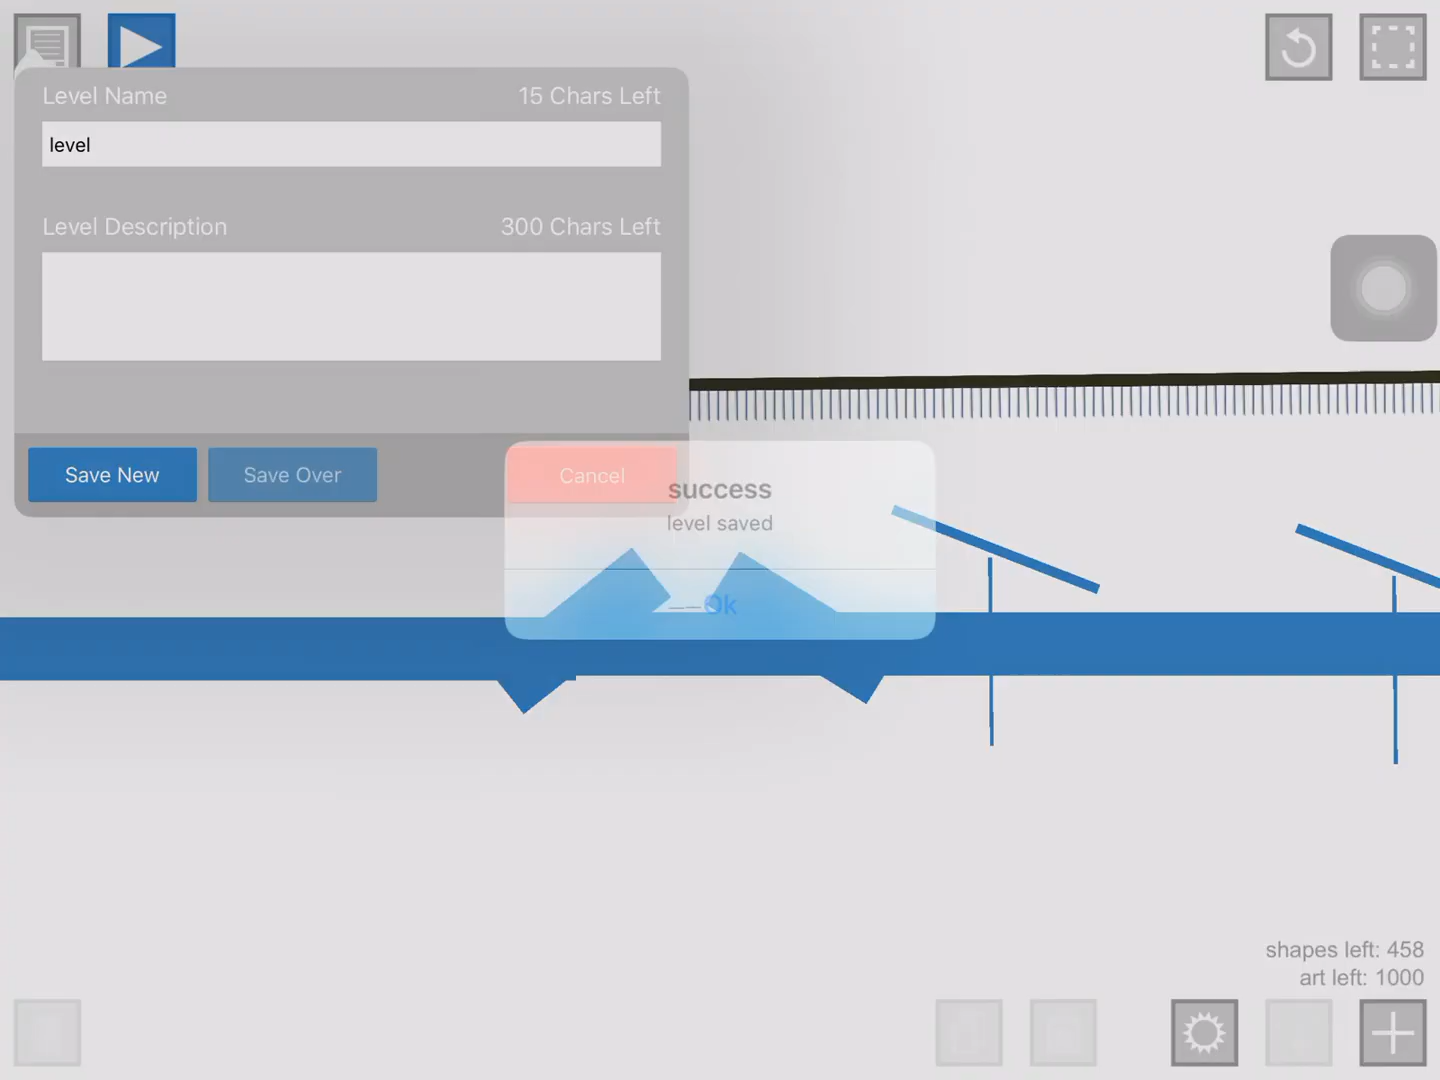 Level Name
15 Chars Left
level
Level Description
300 Chars Left
Save New
Save Over
Cancel
success
level saved
Ok
shapes left: 458
art left: 1000